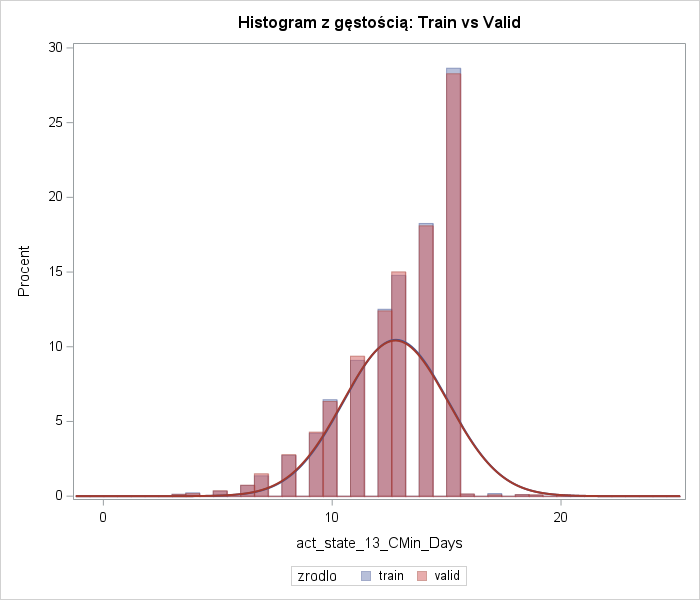 Histogram z gęstością: Train vs Valid
30
25
20
15
10
5
0
Procent
0 10 20
act_state_13_CMin_Days
zrodlo train valid